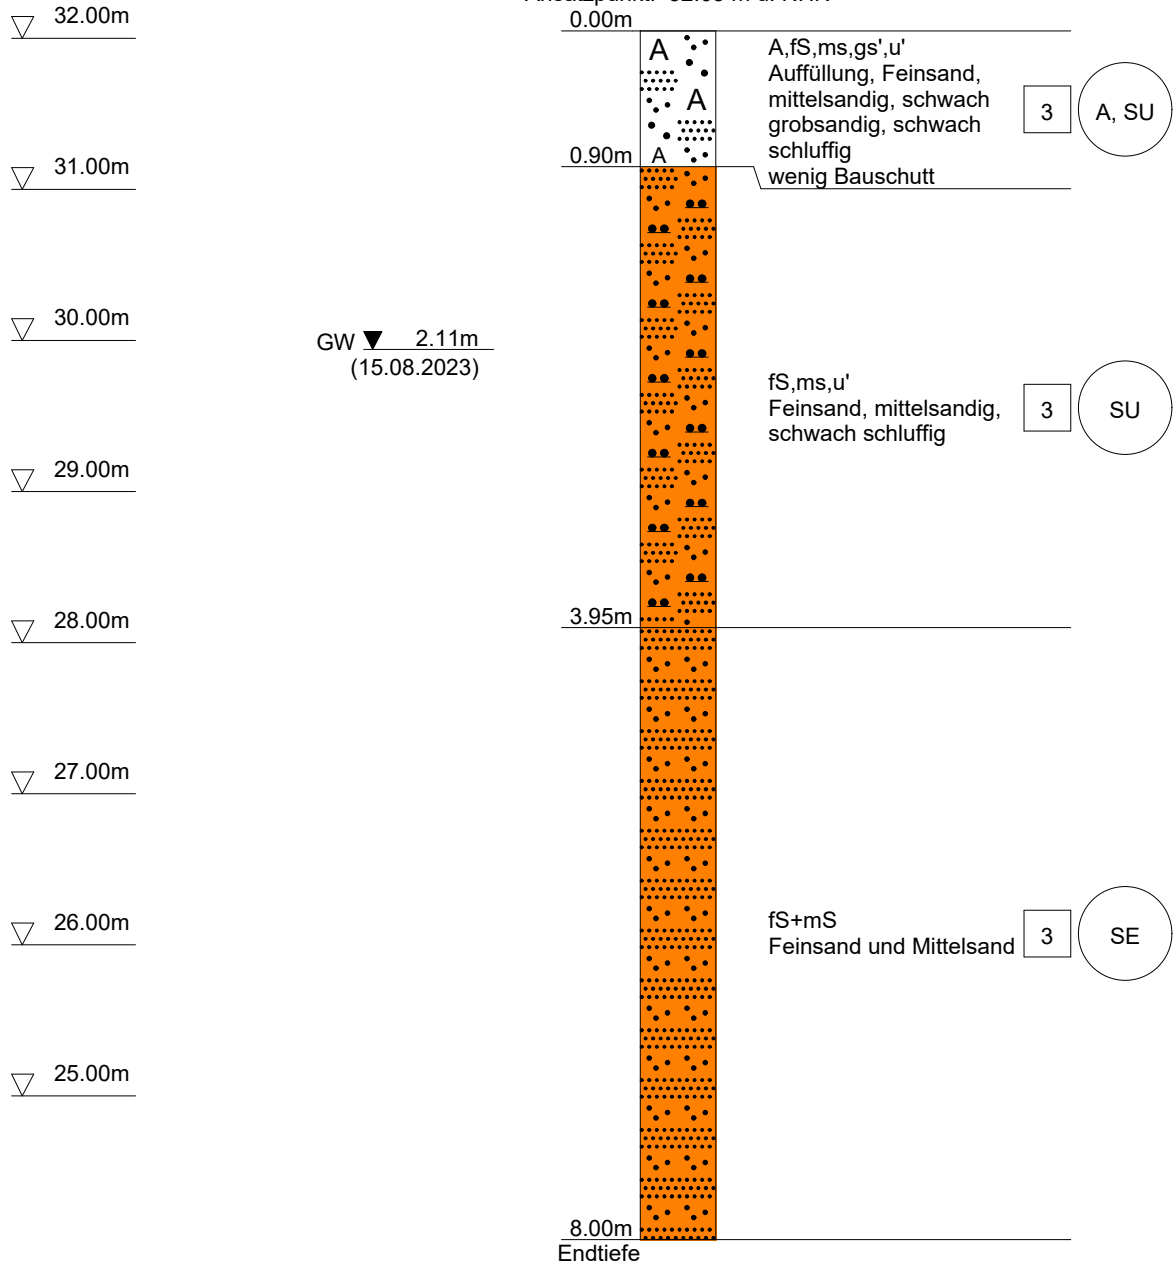 32.00m
0.00m
A,fS,ms,gs',u'
Auffüllung, Feinsand,
mittelsandig, schwach
grobsandig, schwach
schluffig
wenig Bauschutt
3
A, SU
A
A
A
0.90m
31.00m
30.00m
GW 2.11m
(15.08.2023)
fS,ms,u'
Feinsand, mittelsandig,
schwach schluffig
3
SU
29.00m
3.95m
28.00m
27.00m
26.00m
fS+mS
Feinsand und Mittelsand
3
SE
25.00m
8.00m
Endtiefe